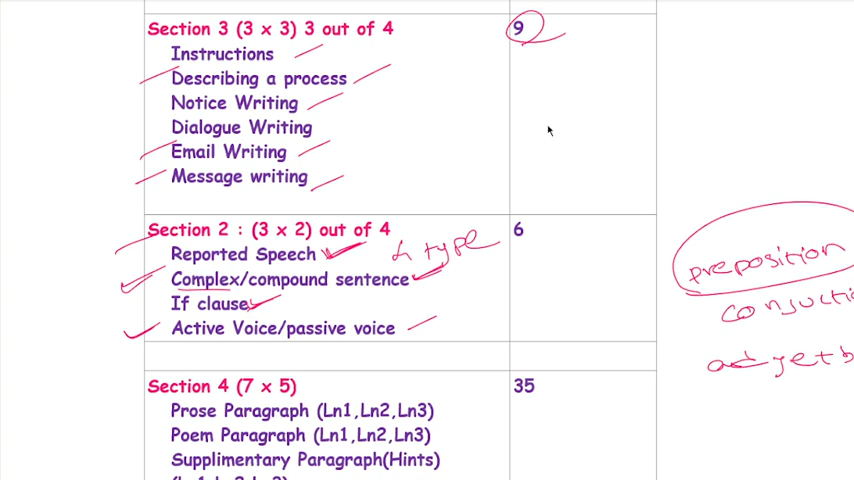 Section 3 (3 x 3) 3 out of 4 9
Instructions
Describing a process
Notice Writing
Dialogue Writing
Email Writing
Message writing
Section 2 : (3 x 2) out of 4 6
Reported Speech
type
Complex/compound sentence
If clause
Active Voice/passive voice
preposition
conjuctio
Section 4 (7 x 5) 35
Prose Paragraph (Ln1,Ln2,Ln3)
Poem Paragraph (Ln1,Ln2,Ln3)
Supplimentary Paragraph(Hints)